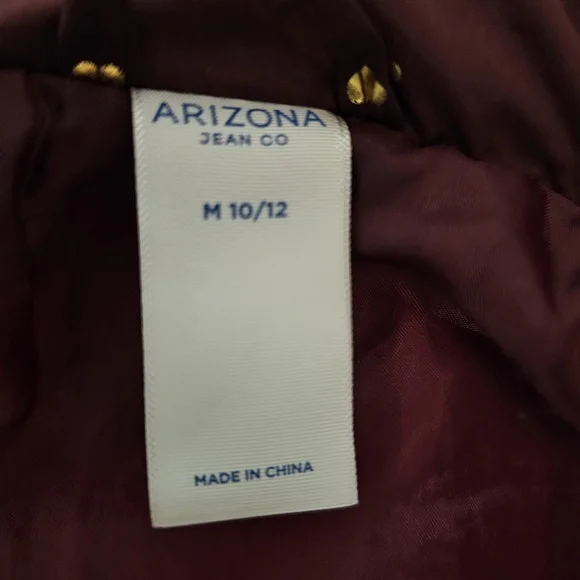 ARIZONA
JEAN CO
M 10/12
MADE IN CHINA